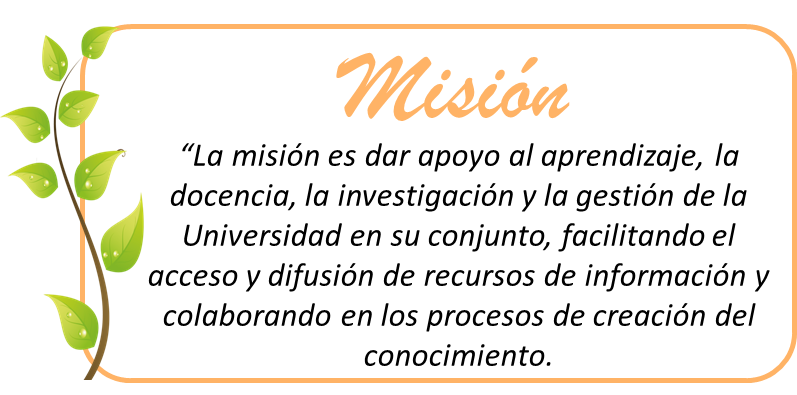 Misión
“La misión es dar apoyo al aprendizaje, la
docencia, la investigación y la gestión de la
Universidad en su conjunto, facilitando el
acceso y difusión de recursos de información y
colaborando en los procesos de creación del
conocimiento.